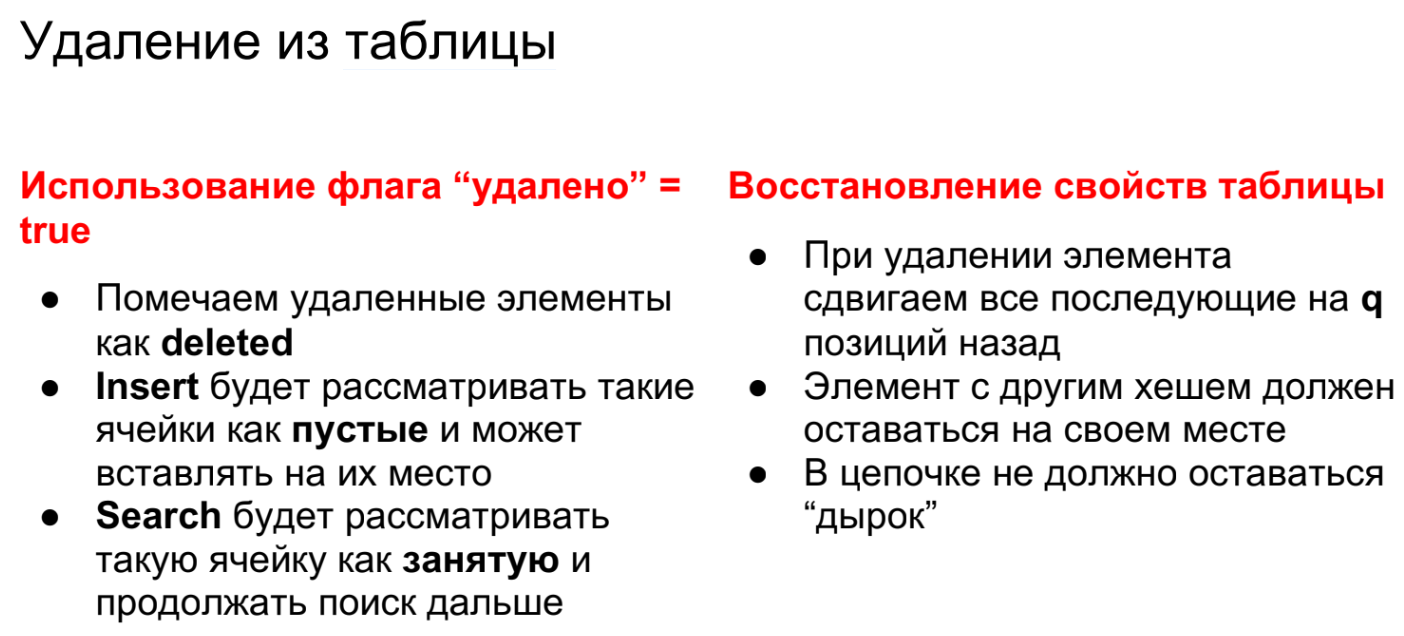 Удаление из таблицы
Использование флага “удалено” =
true
● Помечаем удаленные элементы
как deleted
● Insert будет рассматривать такие
ячейки как пустые и может
вставлять на их место
● Search будет рассматривать
такую ячейку как занятую и
продолжать поиск дальше
Восстановление свойств таблицы
● При удалении элемента
сдвигаем все последующие на q
позиций назад
● Элемент с другим хешем должен
оставаться на своем месте
● В цепочке не должно оставаться
“дырок”